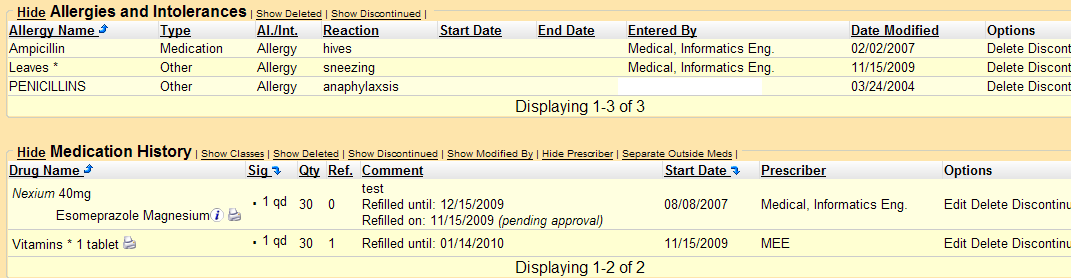 Hide Allergies and Intolerances | Show Deleted | Show Discontinued |
Allergy Name Type Al./Int. Reaction Start Date End Date Entered By Date Modified Options
Ampicillin Medication Allergy hives Medical, Informatics Eng. 02/02/2007 Delete Discont
Leaves * Other Allergy sneezing Medical, Informatics Eng. 11/15/2009 Delete Discont
PENICILLINS Other Allergy anaphylaxsis 03/24/2004 Delete Discont
Displaying 1-3 of 3
Hide Medication History | Show Classes | Show Deleted | Show Discontinued | Show Modified By | Hide Prescriber | Separate Outside Meds |
Drug Name Sig Qty Ref. Comment Start Date Prescriber Options
test
Nexium 40mg
• 1 qd 30 0 Refilled until: 12/15/2009 08/08/2007 Medical, Informatics Eng. Edit Delete Discontinu
Esomeprazole Magnesium Refilled on: 11/15/2009 (pending approval)
Vitamins * 1 tablet • 1 qd 30 1 Refilled until: 01/14/2010 11/15/2009 MEE Edit Delete Discontinu
Displaying 1-2 of 2